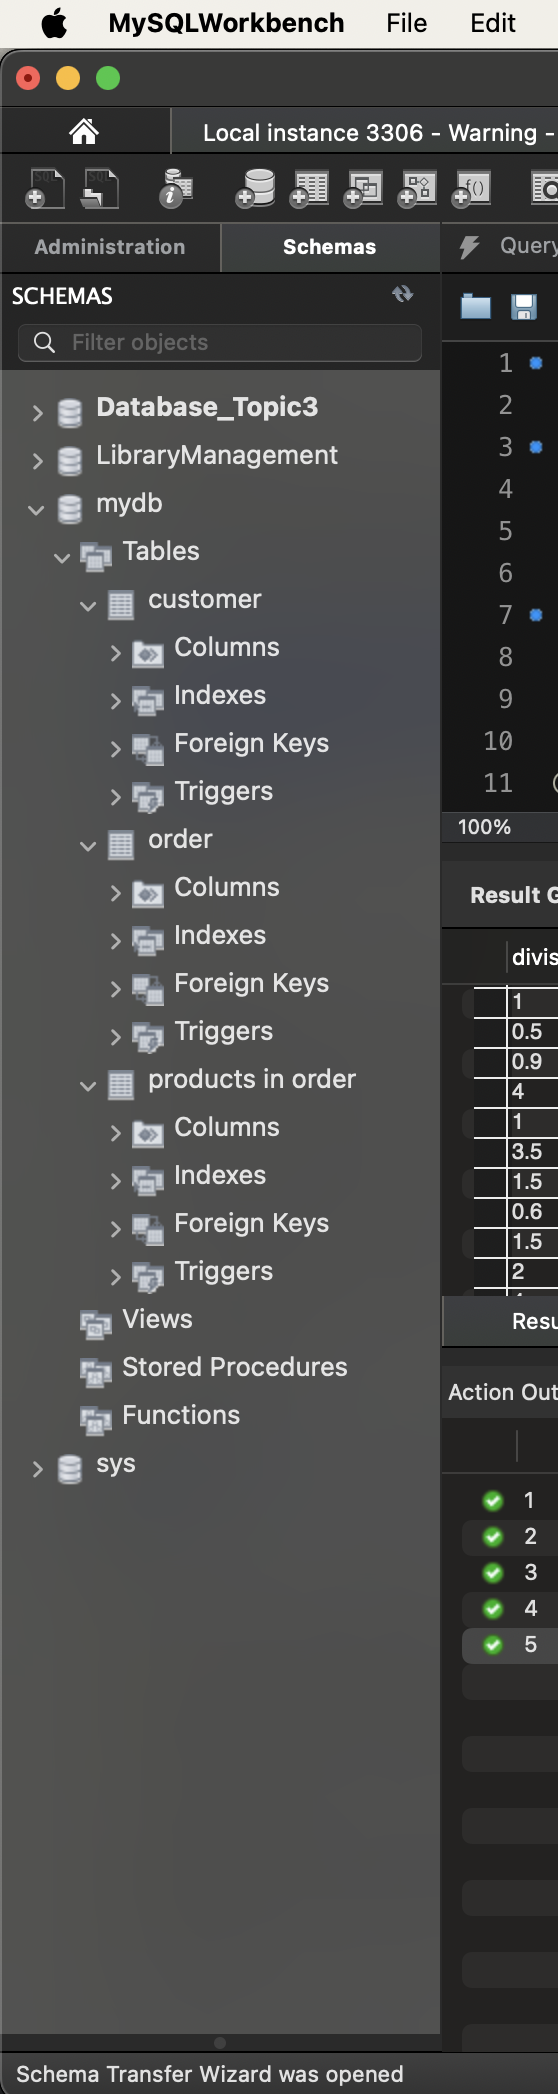 MySQLWorkbench File Edit
Local instance 3306 - Warning -
Administration Schemas
Query
SCHEMAS
Filter objects
Database_Topic3
LibraryManagement
mydb
Tables
customer
Columns
Indexes
Foreign Keys
Triggers
order
Columns
Indexes
Foreign Keys
Triggers
products in order
Columns
Indexes
Foreign Keys
Triggers
Views
Stored Procedures
Functions
sys
1
2
3
4
5
6
7
8
9
10
11
100%
Result G
divis
1
0.5
0.9
4
1
3.5
1.5
0.6
1.5
2
Resu
Action Out
1
2
3
4
5
Schema Transfer Wizard was opened